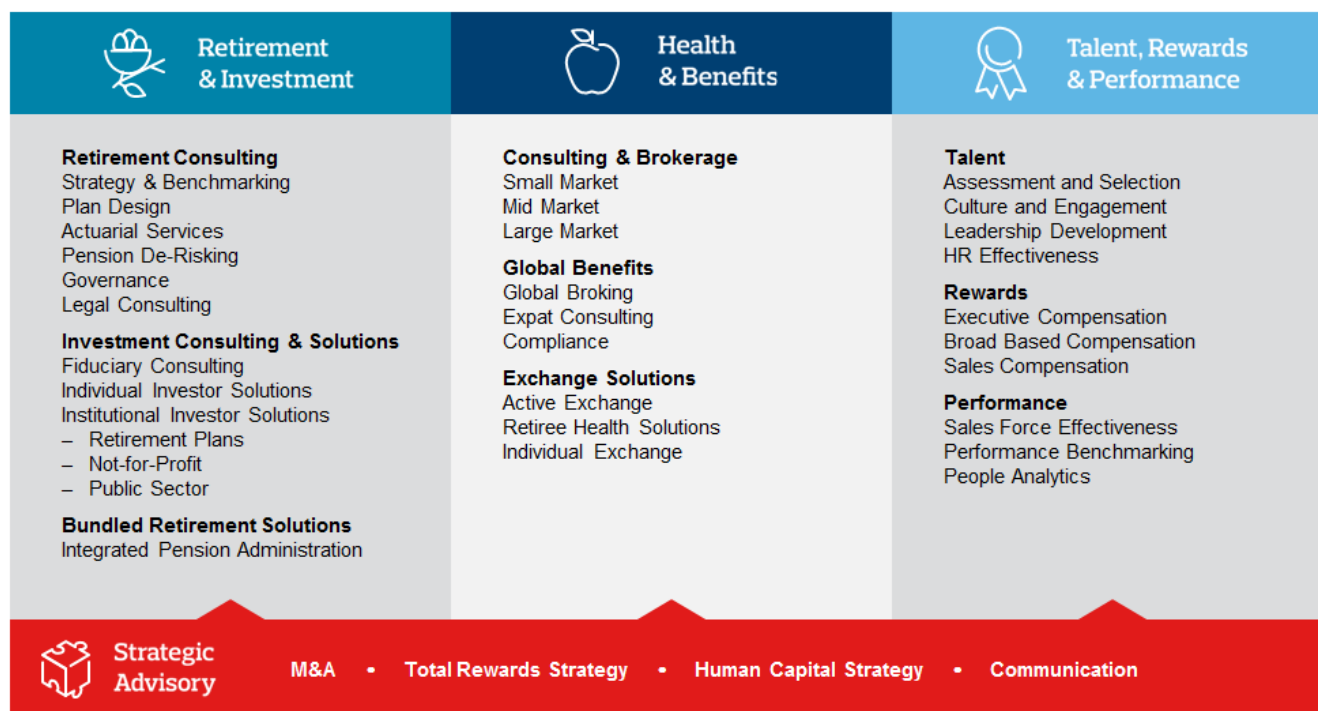 Retirement
& Investment
Health
& Benefits
Talent, Rewards
& Performance
Retirement Consulting
Strategy & Benchmarking
Plan Design
Actuarial Services
Pension De-Risking
Governance
Legal Consulting
Investment Consulting & Solutions
Fiduciary Consulting
Individual Investor Solutions
Institutional Investor Solutions
– Retirement Plans
– Not-for-Profit
– Public Sector
Bundled Retirement Solutions
Integrated Pension Administration
Consulting & Brokerage
Small Market
Mid Market
Large Market
Global Benefits
Global Broking
Expat Consulting
Compliance
Exchange Solutions
Active Exchange
Retiree Health Solutions
Individual Exchange
Talent
Assessment and Selection
Culture and Engagement
Leadership Development
HR Effectiveness
Rewards
Executive Compensation
Broad Based Compensation
Sales Compensation
Performance
Sales Force Effectiveness
Performance Benchmarking
People Analytics
Strategic
Advisory
M&A • Total Rewards Strategy • Human Capital Strategy • Communication